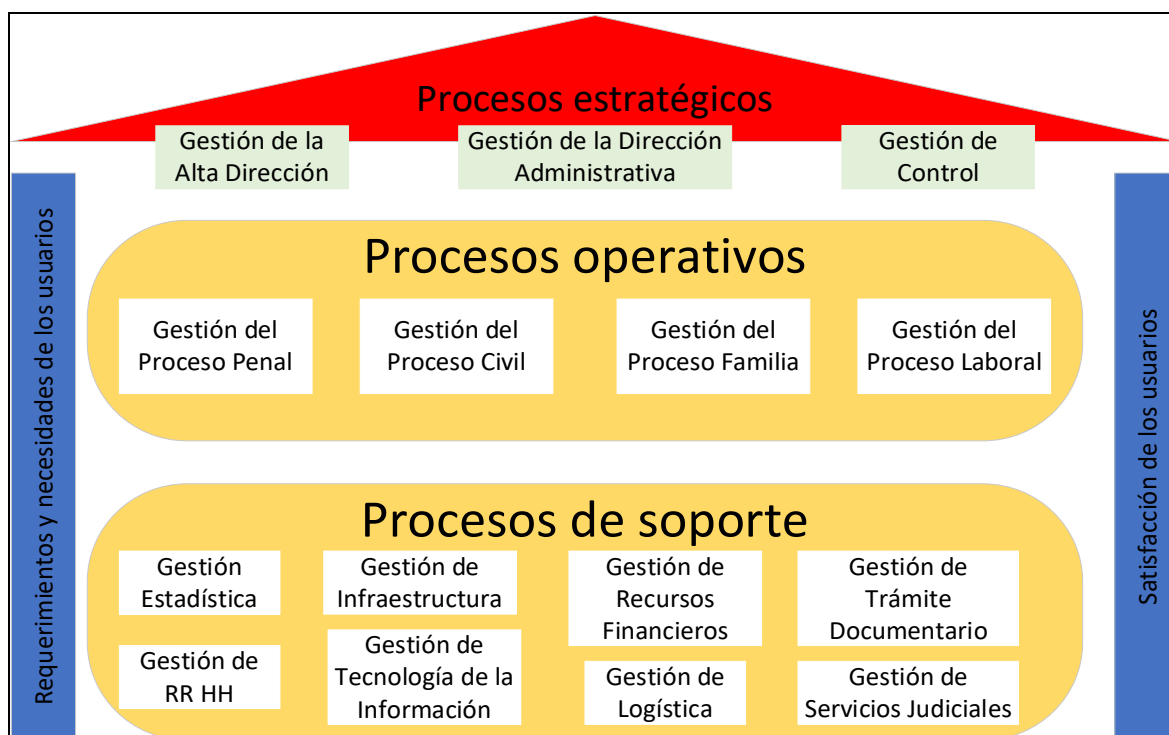 Procesos estratégicos
Gestión de la
Alta Dirección
Gestión de la Dirección
Administrativa
Gestión de
Control
Requerimientos y necesidades de los usuarios
Procesos operativos
Gestión del
Proceso Penal
Gestión del
Proceso Civil
Gestión del
Proceso Familia
Gestión del
Proceso Laboral
Procesos de soporte
Gestión
Estadística
Gestión de
Infraestructura
Gestión de
Recursos
Financieros
Gestión de
Trámite
Documentario
Gestión de
RR HH
Gestión de
Tecnología de la
Información
Gestión de
Logística
Gestión de
Servicios Judiciales
Satisfacción de los usuarios